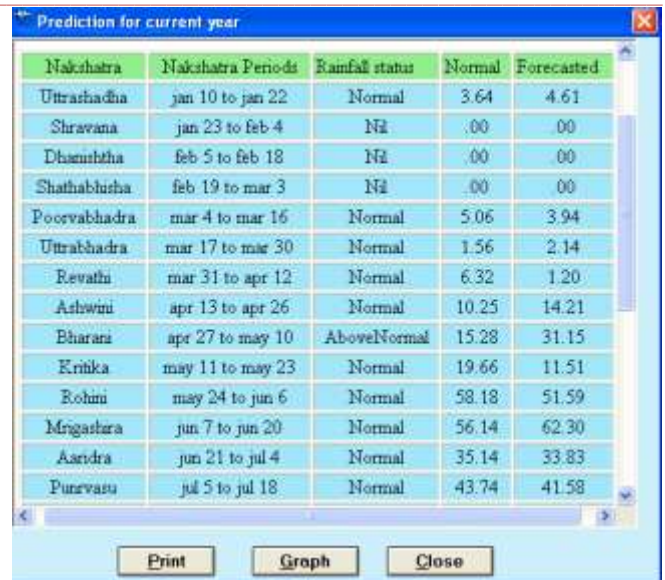 Prediction for current year
Nakshatra Nakshatra Periods Rainfall status Normal Forecasted
Uttrashadha jan 10 to jan 22 Normal 3.64 4.61
Shravana jan 23 to feb 4 Nil .00 .00
Dhanishtha feb 5 to feb 18 Nil .00 .00
Shathabhisha feb 19 to mar 3 Nil .00 .00
Poorvabhadra mar 4 to mar 16 Normal 5.06 3.94
Uttrabhadra mar 17 to mar 30 Normal 1.56 2.14
Revathi mar 31 to apr 12 Normal 6.32 1.20
Ashwini apr 13 to apr 26 Normal 10.25 14.21
Bharani apr 27 to may 10 AboveNormal 15.28 31.15
Kritika may 11 to may 23 Normal 19.66 11.51
Rohini may 24 to jun 6 Normal 58.18 51.59
Mrigashira jun 7 to jun 20 Normal 56.14 62.30
Aaridra jun 21 to jul 4 Normal 35.14 33.83
Punrvasu jul 5 to jul 18 Normal 43.74 41.58
Print Graph Close